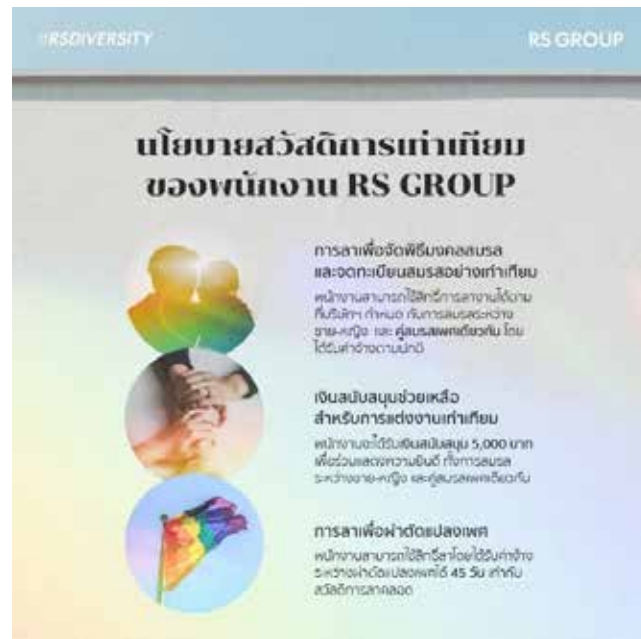 #RSDIVERSITY
RS GROUP
นโยบายสวัสดิการเท่าเทียม
ของพนักงาน RS GROUP
การลาเพื่อจัดพิธีมงคลสมรส
และจดทะเบียนสมรสอย่างเท่าเทียม
พนักงานสามารถใช้สิทธิ์การลางานได้ตาม
ที่บริษัทฯ กำหนด กับการสมรสระหว่าง
ชาย-หญิง และ คู่สมรสเพศเดียวกัน โดย
ได้รับค่าจ้างตามปกติ
เงินสนับสนุนช่วยเหลือ
สำหรับการแต่งงานเท่าเทียม
พนักงานจะได้รับเงินสนับสนุน 5,000 บาท
เพื่อร่วมแสดงความยินดี ทั้งการสมรส
ระหว่างชาย-หญิง และคู่สมรสเพศเดียวกัน
การลาเพื่อผ่าตัดแปลงเพศ
พนักงานสามารถใช้สิทธิ์ลาโดยได้รับค่าจ้าง
ระหว่างผ่าตัดแปลงเพศได้ 45 วัน เท่ากับ
สวัสดิการลาคลอด